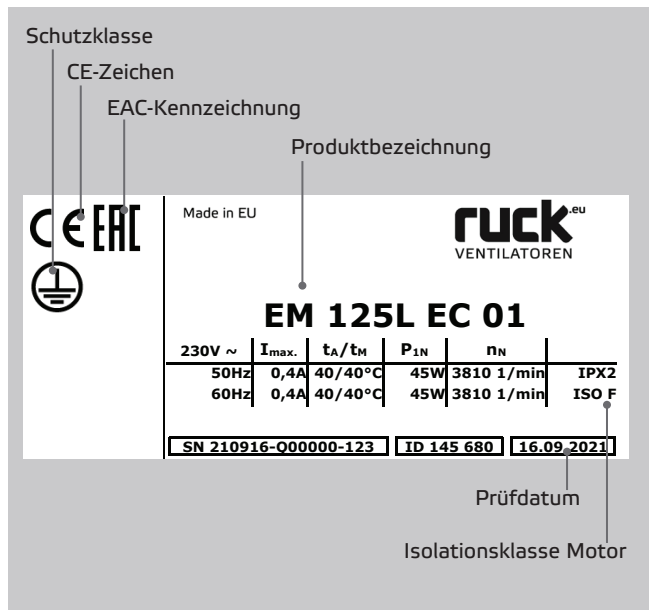 Schutzklasse
CE-Zeichen
EAC-Kennzeichnung
Produktbezeichnung
CE EAC
Made in EU
ruck.eu
VENTILATOREN
EM 125L EC 01
230V ~ Imax. tA/tM P1N nN
50Hz 0,4A 40/40°C 45W 3810 1/min IPX2
60Hz 0,4A 40/40°C 45W 3810 1/min ISO F
SN 210916-Q00000-123 ID 145 680 16.09.2021
Prüfdatum
Isolationsklasse Motor